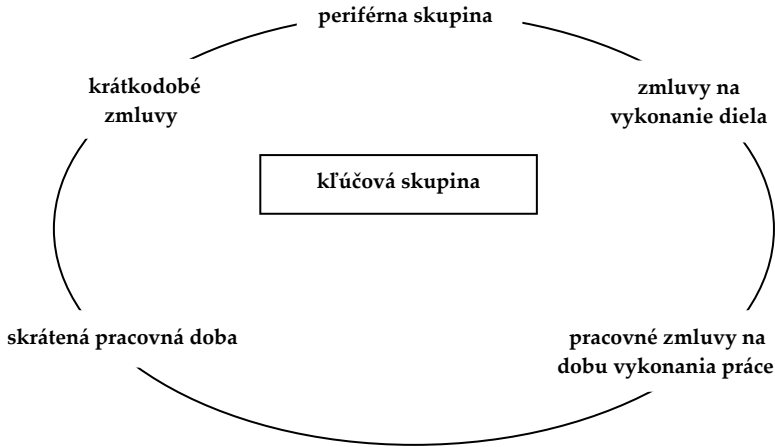 periférna skupina
krátkodobé
zmluvy
zmluvy na
vykonanie diela
kľúčová skupina
skrátená pracovná doba
pracovné zmluvy na
dobu vykonania práce